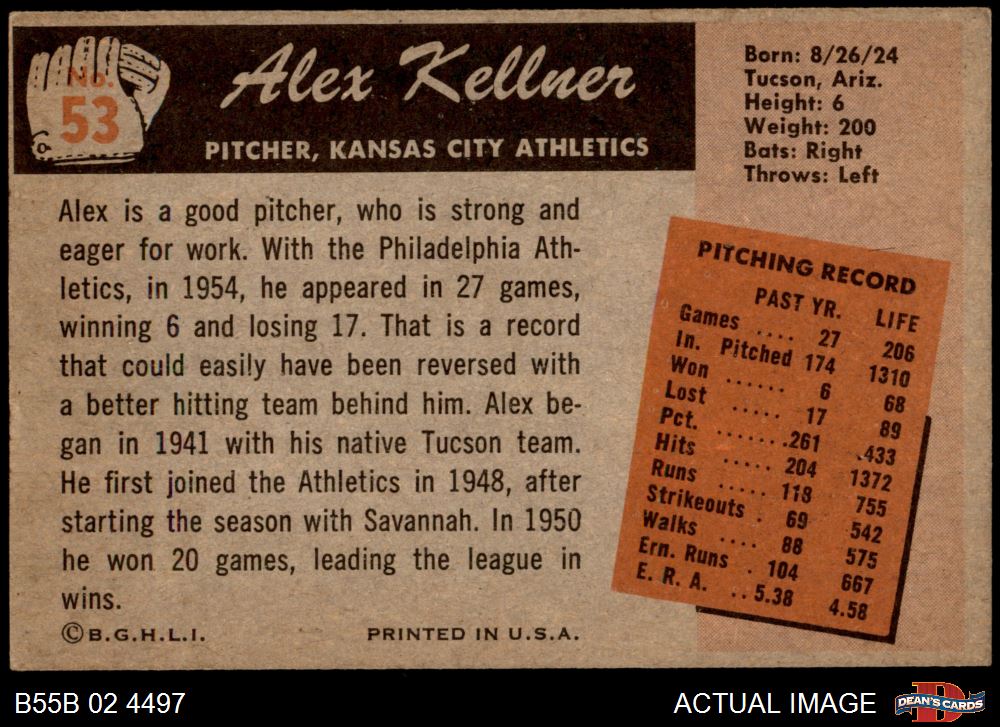 No.
53
Alex Kellner
PITCHER, KANSAS CITY ATHLETICS
Born: 8/26/24
Tucson, Ariz.
Height: 6
Weight: 200
Bats: Right
Throws: Left
Alex is a good pitcher, who is strong and
eager for work. With the Philadelphia Ath-
letics, in 1954, he appeared in 27 games,
winning 6 and losing 17. That is a record
that could easily have been reversed with
a better hitting team behind him. Alex be-
gan in 1941 with his native Tucson team.
He first joined the Athletics in 1948, after
starting the season with Savannah. In 1950
he won 20 games, leading the league in
wins.
©B.G.H.L.I. PRINTED IN U.S.A.
PITCHING RECORD
PAST YR. LIFE
Games .... 27 206
In. Pitched 174 1310
Won ...... 6 68
Lost ..... 17 89
Pct. .......261 .433
Hits ..... 204 1372
Runs ..... 118 755
Strikeouts . 69 542
Walks .... 88 575
Ern. Runs . 104 667
E. R. A. ..5.38 4.58
B55B 02 4497
ACTUAL IMAGE
D
DEAN'S CARDS